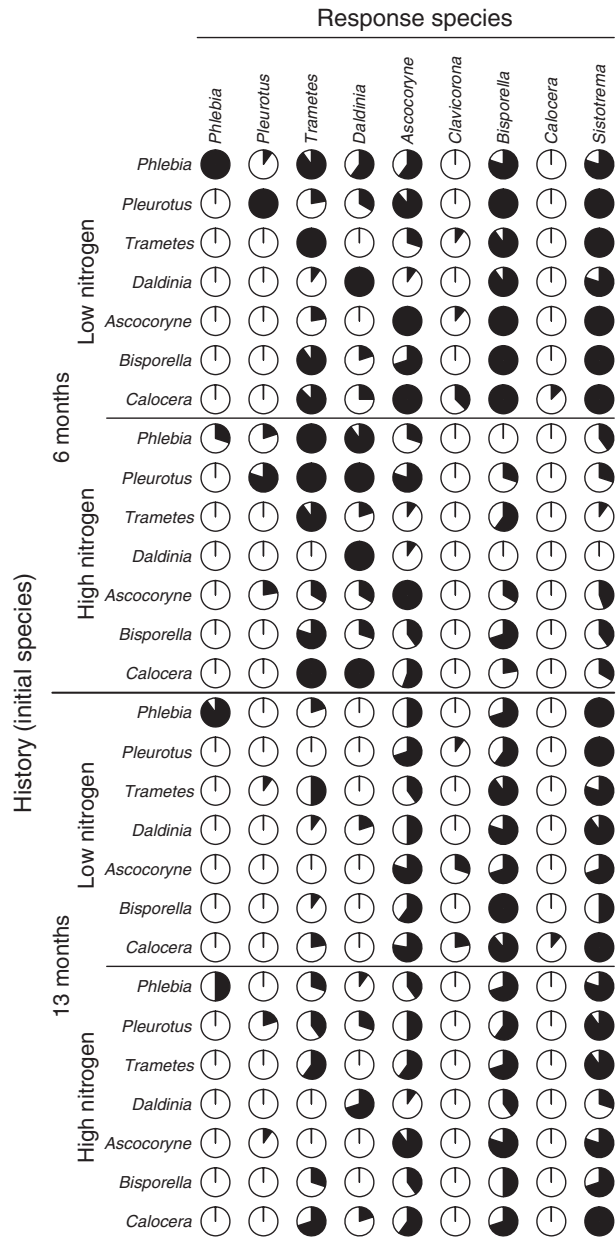 Response species
Phlebia
Pleurotus
Trametes
Daldinia
Ascocoryne
Clavicorona
Bisporella
Calocera
Sistotrema
History (initial species)
6 months
Low nitrogen
Phlebia
Pleurotus
Trametes
Daldinia
Ascocoryne
Bisporella
Calocera
High nitrogen
Phlebia
Pleurotus
Trametes
Daldinia
Ascocoryne
Bisporella
Calocera
13 months
Low nitrogen
Phlebia
Pleurotus
Trametes
Daldinia
Ascocoryne
Bisporella
Calocera
High nitrogen
Phlebia
Pleurotus
Trametes
Daldinia
Ascocoryne
Bisporella
Calocera